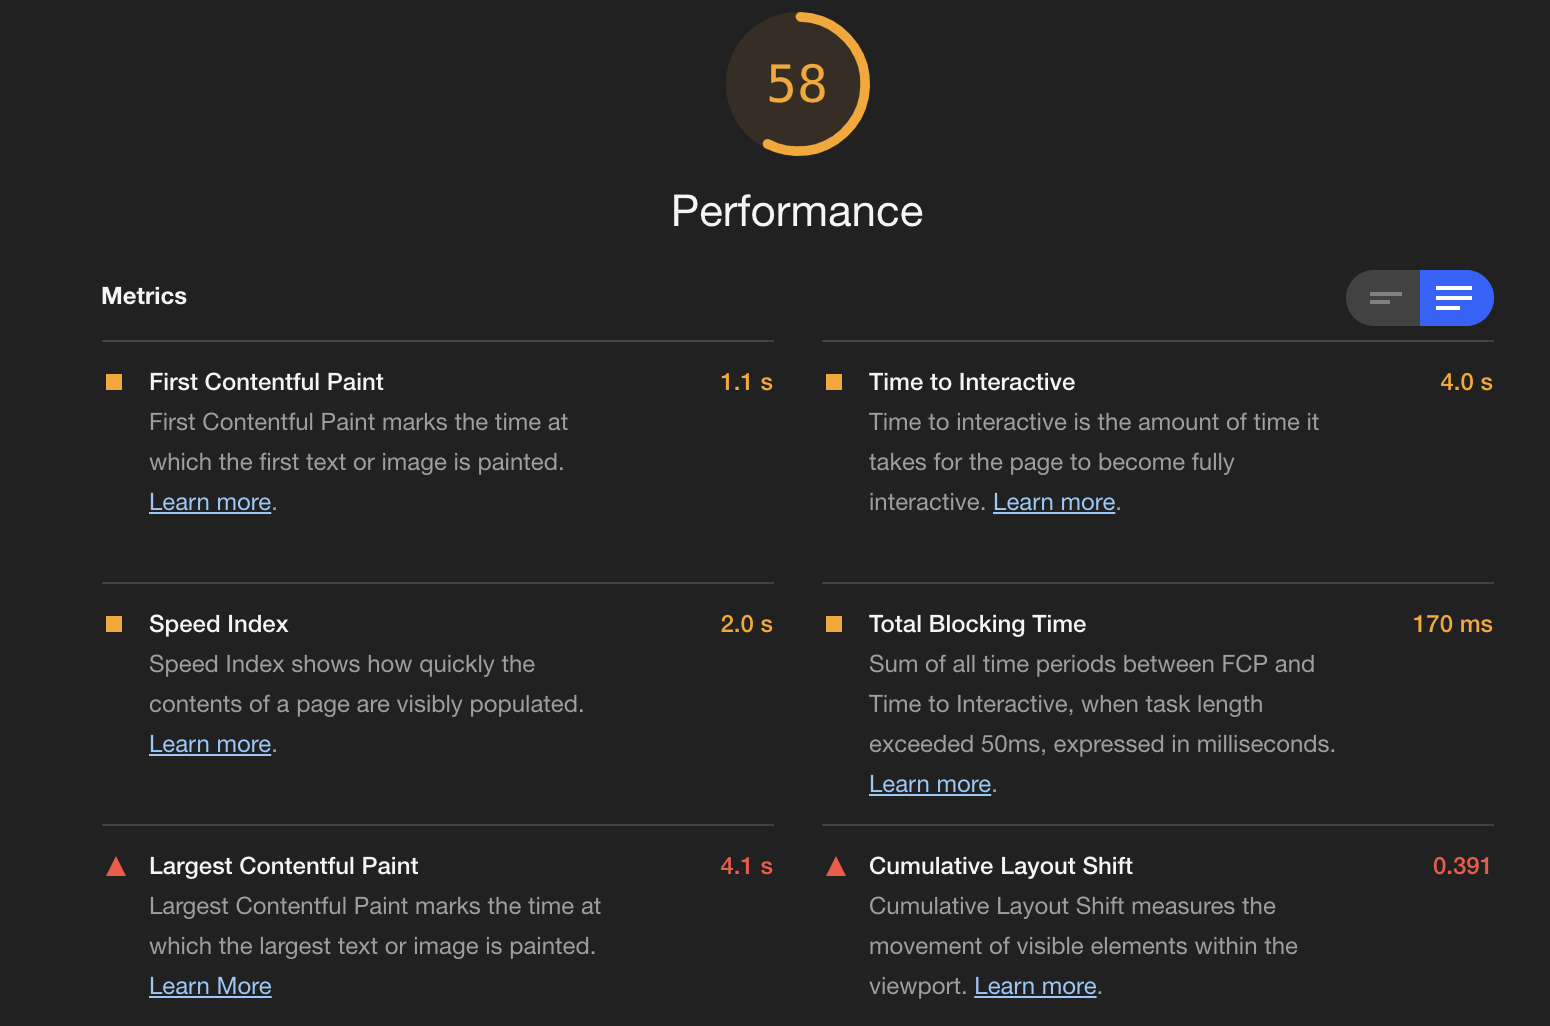 58
Performance
Metrics
First Contentful Paint 1.1 s
First Contentful Paint marks the time at
which the first text or image is painted.
Learn more.
Time to Interactive 4.0 s
Time to interactive is the amount of time it
takes for the page to become fully
interactive. Learn more.
Speed Index 2.0 s
Speed Index shows how quickly the
contents of a page are visibly populated.
Learn more.
Total Blocking Time 170 ms
Sum of all time periods between FCP and
Time to Interactive, when task length
exceeded 50ms, expressed in milliseconds.
Learn more.
Largest Contentful Paint 4.1 s
Largest Contentful Paint marks the time at
which the largest text or image is painted.
Learn More
Cumulative Layout Shift 0.391
Cumulative Layout Shift measures the
movement of visible elements within the
viewport. Learn more.